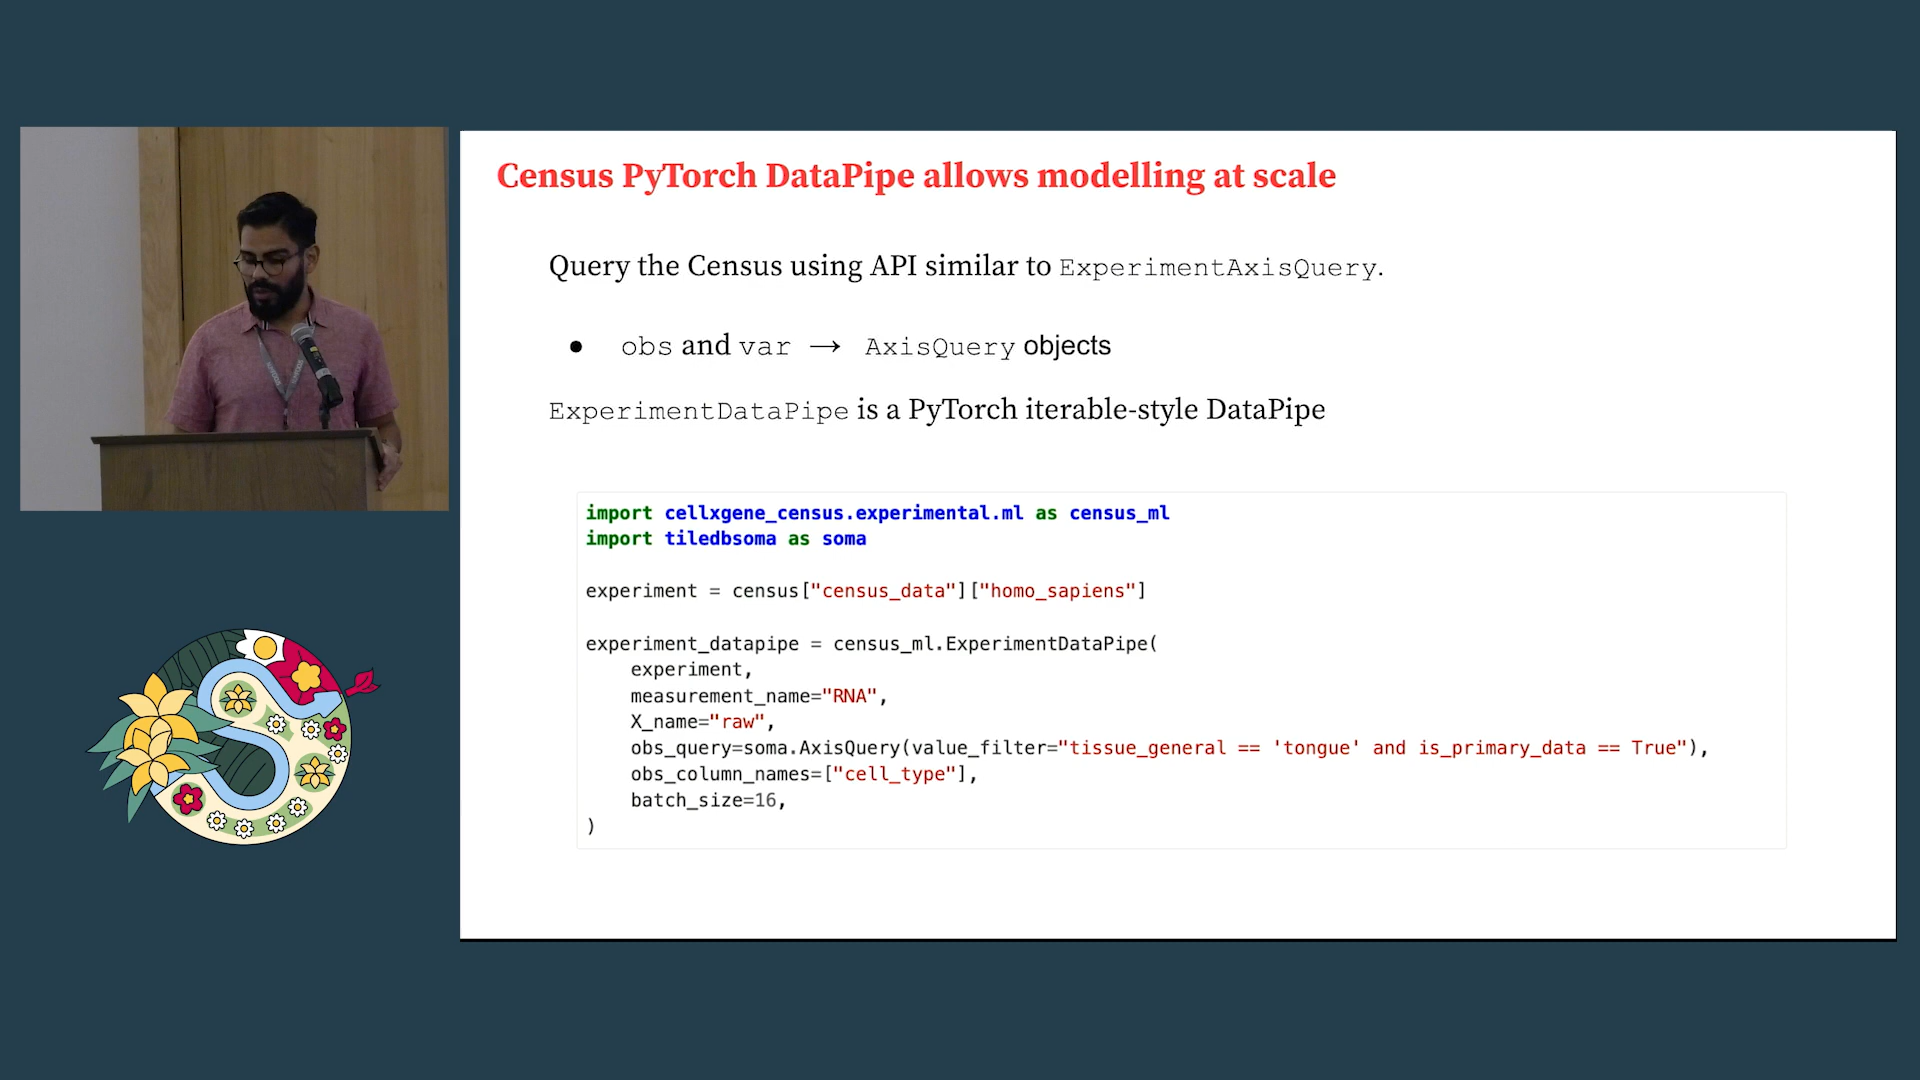 Census PyTorch DataPipe allows modelling at scale
Query the Census using API similar to ExperimentAxisQuery.
● obs and var → AxisQuery objects
ExperimentDataPipe is a PyTorch iterable-style DataPipe
import cellxgene_census.experimental.ml as census_ml
import tiledbsoma as soma
experiment = census["census_data"]["homo_sapiens"]
experiment_datapipe = census_ml.ExperimentDataPipe(
    experiment,
    measurement_name="RNA",
    X_name="raw",
    obs_query=soma.AxisQuery(value_filter="tissue_general == 'tongue' and is_primary_data == True"),
    obs_column_names=["cell_type"],
    batch_size=16,
)